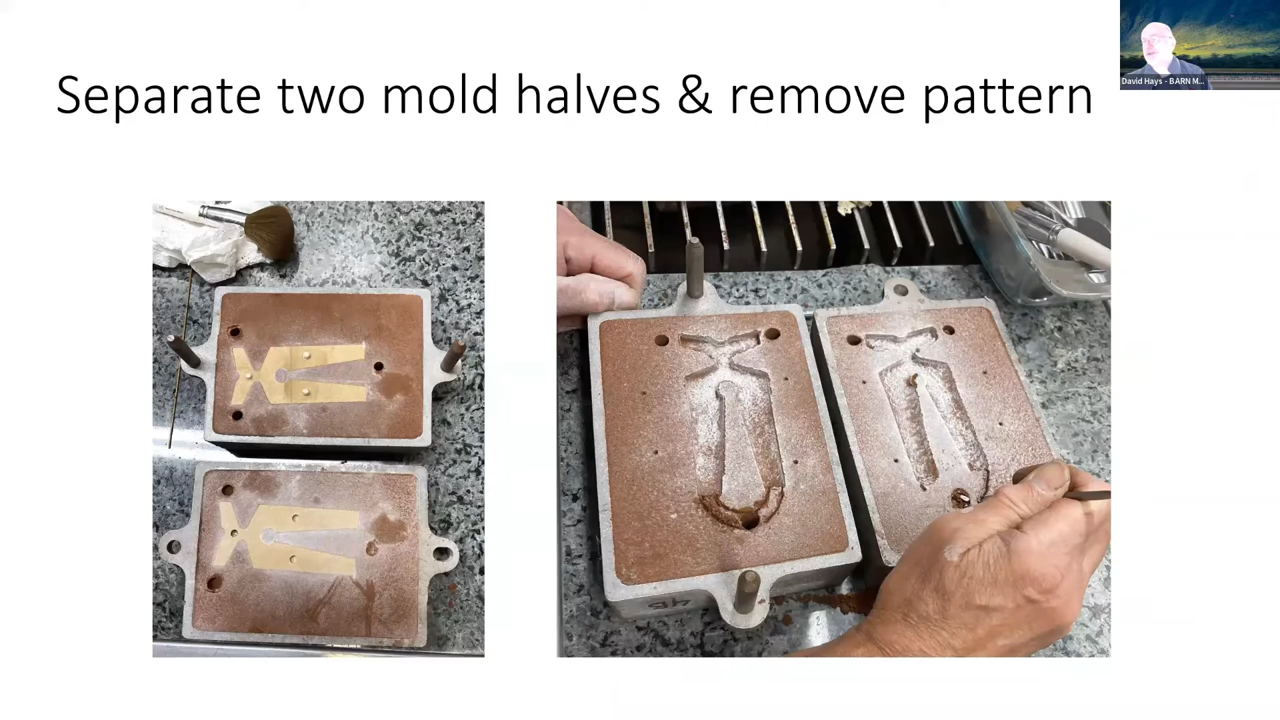 Separate two mold halves & remove pattern
David Hays - BARN M...